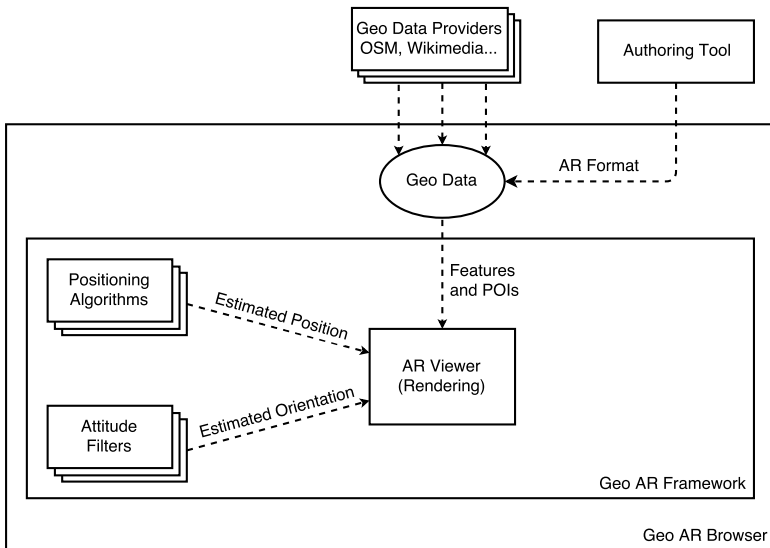 Geo Data Providers
OSM, Wikimedia...
Authoring Tool
Geo Data
AR Format
Features
and POIs
Positioning
Algorithms
Estimated Position
AR Viewer
(Rendering)
Estimated Orientation
Attitude
Filters
Geo AR Framework
Geo AR Browser